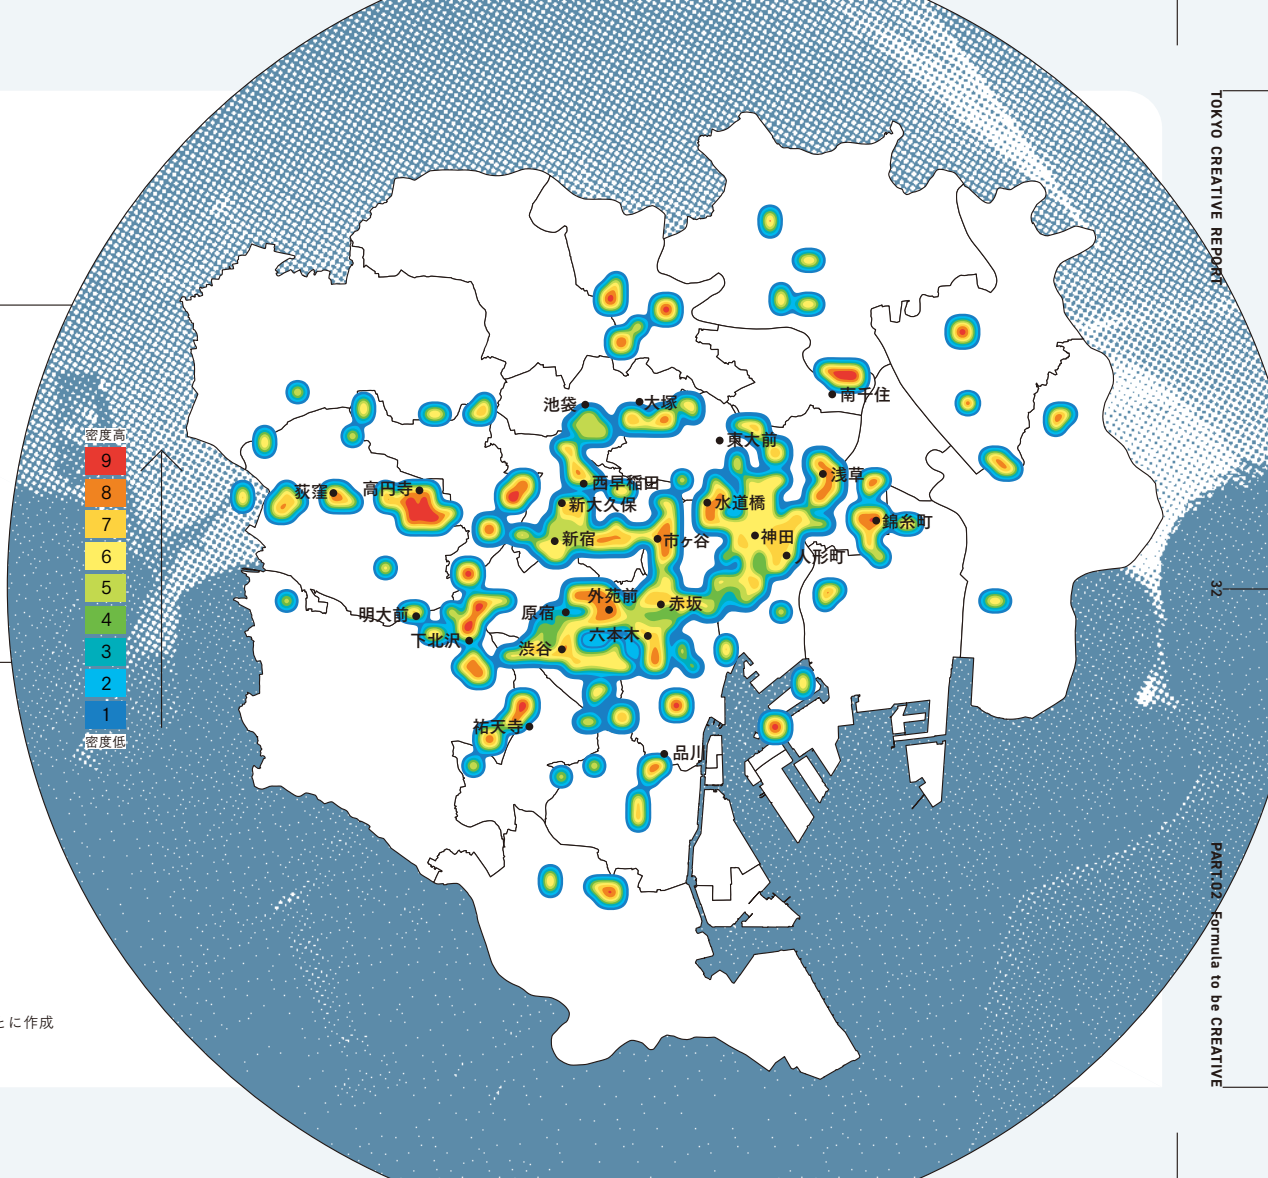 TOKYO CREATIVE REPORT
密度高
9
8
7
6
5
4
3
2
1
密度低
池袋
大塚
南千住
東大前
浅草
西早稲田
荻窪
高円寺
新大久保
水道橋
錦糸町
新宿
市ヶ谷
神田
人形町
外苑前
原宿
赤坂
明大前
下北沢
六本木
渋谷
祐天寺
品川
32
PART.02 Formula to be CREATIVE
とに作成